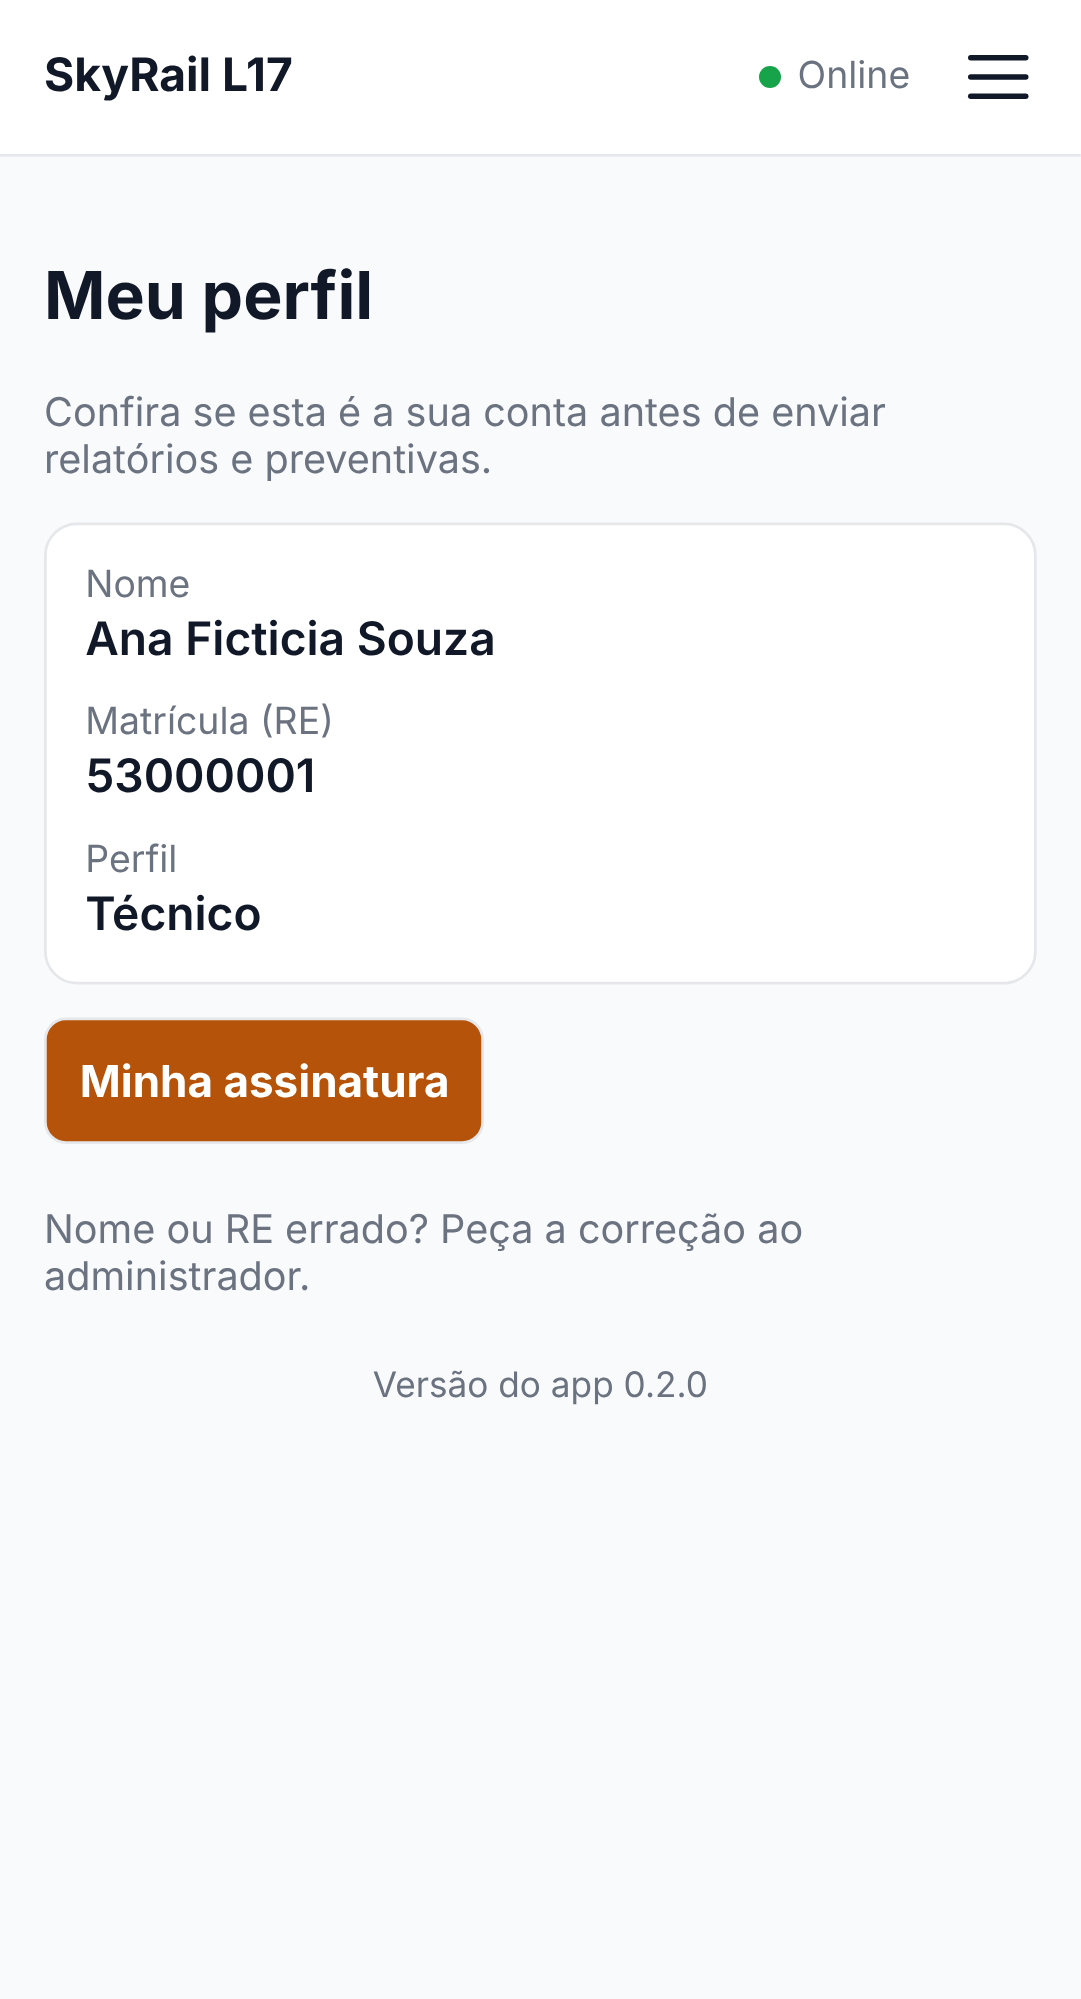 SkyRail L17
Online
Meu perfil
Confira se esta é a sua conta antes de enviar
relatórios e preventivas.
Nome
Ana Ficticia Souza
Matrícula (RE)
53000001
Perfil
Técnico
Minha assinatura
Nome ou RE errado? Peça a correção ao
administrador.
Versão do app 0.2.0